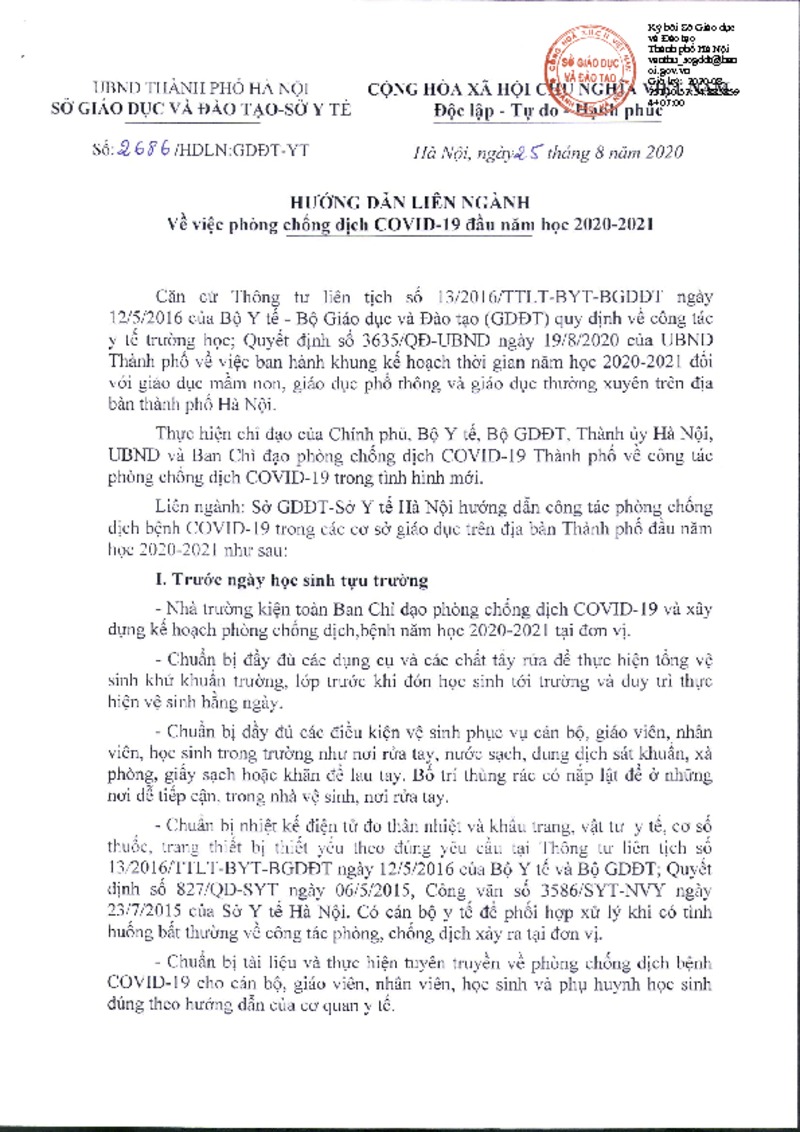 Ký bởi Sở Giáo dục
và Đào tạo
Thành phố Hà Nội
CỘNG HÒA X.H.C.N VIỆT NAM
SỞ GIÁO DỤC
VÀ ĐÀO TẠO
UBND THÀNH PHỐ HÀ NỘI
SỞ GIÁO DỤC VÀ ĐÀO TẠO-SỞ Y TẾ
CỘNG HÒA XÃ HỘI CHỦ NGHĨA VIỆT NAM
Độc lập - Tự do - Hạnh phúc
Số: 2686 /HDLN:GDĐT-YT
Hà Nội, ngày 25 tháng 8 năm 2020
HƯỚNG DẪN LIÊN NGÀNH
Về việc phòng chống dịch COVID-19 đầu năm học 2020-2021
Căn cứ Thông tư liên tịch số 13/2016/TTLT-BYT-BGDĐT ngày
12/5/2016 của Bộ Y tế - Bộ Giáo dục và Đào tạo (GDĐT) quy định về công tác
y tế trường học; Quyết định số 3635/QĐ-UBND ngày 19/8/2020 của UBND
Thành phố về việc ban hành khung kế hoạch thời gian năm học 2020-2021 đối
với giáo dục mầm non, giáo dục phổ thông và giáo dục thường xuyên trên địa
bàn thành phố Hà Nội.
Thực hiện chỉ đạo của Chính phủ, Bộ Y tế, Bộ GDĐT, Thành ủy Hà Nội,
UBND và Ban Chỉ đạo phòng chống dịch COVID-19 Thành phố về công tác
phòng chống dịch COVID-19 trong tình hình mới.
Liên ngành: Sở GDĐT-Sở Y tế Hà Nội hướng dẫn công tác phòng chống
dịch bệnh COVID-19 trong các cơ sở giáo dục trên địa bàn Thành phố đầu năm
học 2020-2021 như sau:
I. Trước ngày học sinh tựu trường
- Nhà trường kiện toàn Ban Chỉ đạo phòng chống dịch COVID-19 và xây
dựng kế hoạch phòng chống dịch,bệnh năm học 2020-2021 tại đơn vị.
- Chuẩn bị đầy đủ các dụng cụ và các chất tẩy rửa để thực hiện tổng vệ
sinh khử khuẩn trường, lớp trước khi đón học sinh tới trường và duy trì thực
hiện vệ sinh hằng ngày.
- Chuẩn bị đầy đủ các điều kiện vệ sinh phục vụ cán bộ, giáo viên, nhân
viên, học sinh trong trường như nơi rửa tay, nước sạch, dung dịch sát khuẩn, xà
phòng, giấy sạch hoặc khăn để lau tay. Bố trí thùng rác có nắp lật để ở những
nơi dễ tiếp cận, trong nhà vệ sinh, nơi rửa tay.
- Chuẩn bị nhiệt kế điện tử đo thân nhiệt và khẩu trang, vật tư y tế, cơ số
thuốc, trang thiết bị thiết yếu theo đúng yêu cầu tại Thông tư liên tịch số
13/2016/TTLT-BYT-BGDĐT ngày 12/5/2016 của Bộ Y tế và Bộ GDĐT; Quyết
định số 827/QĐ-SYT ngày 06/5/2015, Công văn số 3586/SYT-NVY ngày
23/7/2015 của Sở Y tế Hà Nội. Có cán bộ y tế để phối hợp xử lý khi có tình
huống bất thường về công tác phòng, chống dịch xảy ra tại đơn vị.
- Chuẩn bị tài liệu và thực hiện tuyên truyền về phòng chống dịch bệnh
COVID-19 cho cán bộ, giáo viên, nhân viên, học sinh và phụ huynh học sinh
đúng theo hướng dẫn của cơ quan y tế.